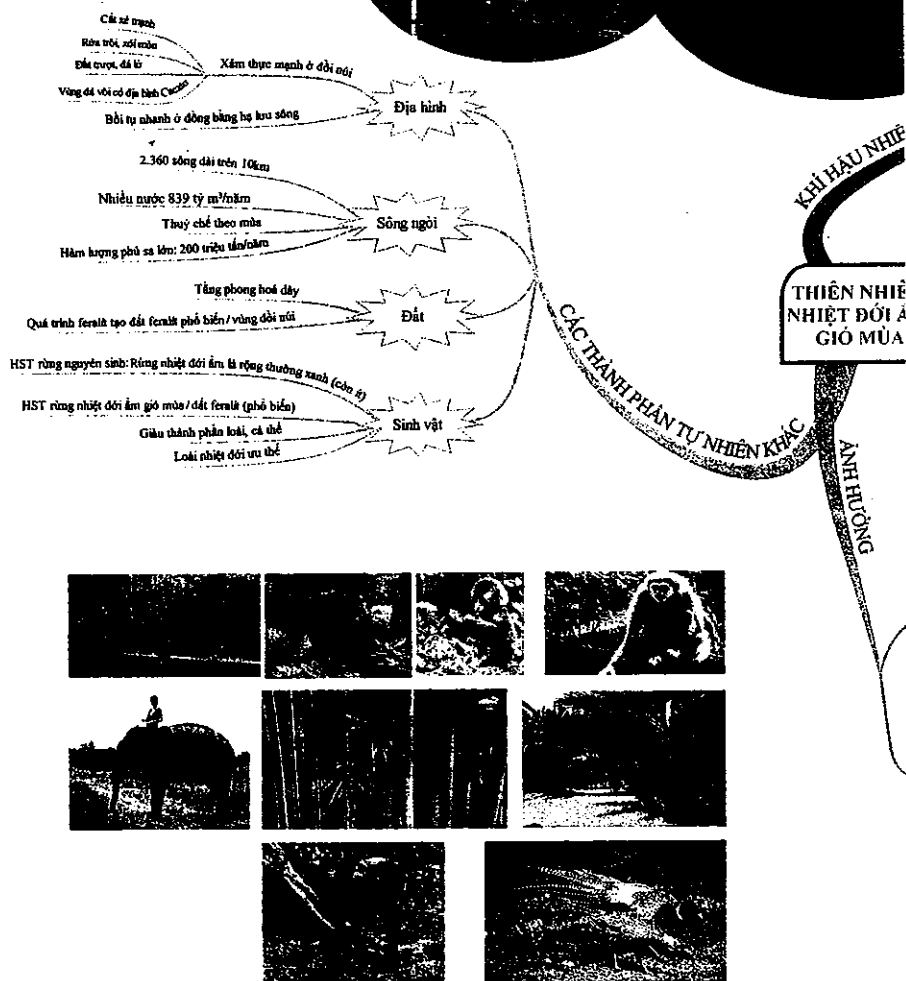 Cắt xẻ mạnh
Rửa trôi, xói mòn
Đất trượt, đá lở
Vùng đá vôi có địa hình Cacxtơ
Xâm thực mạnh ở đồi núi
Bồi tụ nhanh ở đồng bằng hạ lưu sông
Địa hình
2.360 sông dài trên 10km
Nhiều nước 839 tỷ m³/năm
Thuỷ chế theo mùa
Hàm lượng phù sa lớn: 200 triệu tấn/năm
Sông ngòi
Tầng phong hoá dày
Quá trình feralit tạo đất feralit phổ biến/vùng đồi núi
Đất
HST rừng nguyên sinh: Rừng nhiệt đới ẩm lá rộng thường xanh (còn ít)
HST rừng nhiệt đới ẩm gió mùa/đất feralit (phổ biến)
Giàu thành phần loài, cá thể
Loài nhiệt đới ưu thế
Sinh vật
CÁC THÀNH PHẦN TỰ NHIÊN KHÁC
KHÍ HẬU NHIÊ
THIÊN NHIÊ
NHIỆT ĐỚI Ẩ
GIÓ MÙA
ẢNH HƯỞNG